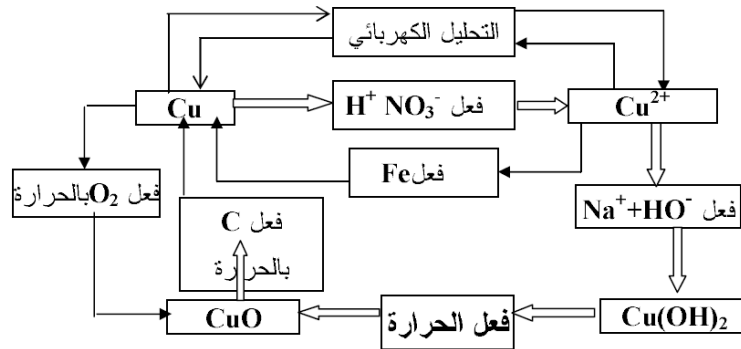 التحليل الكهربائي
Cu
فعل H⁺ NO₃⁻
Cu²⁺
فعل Fe
فعل O₂ بالحرارة
فعل C
بالحرارة
فعل Na⁺+HO⁻
CuO
فعل الحرارة
Cu(OH)₂